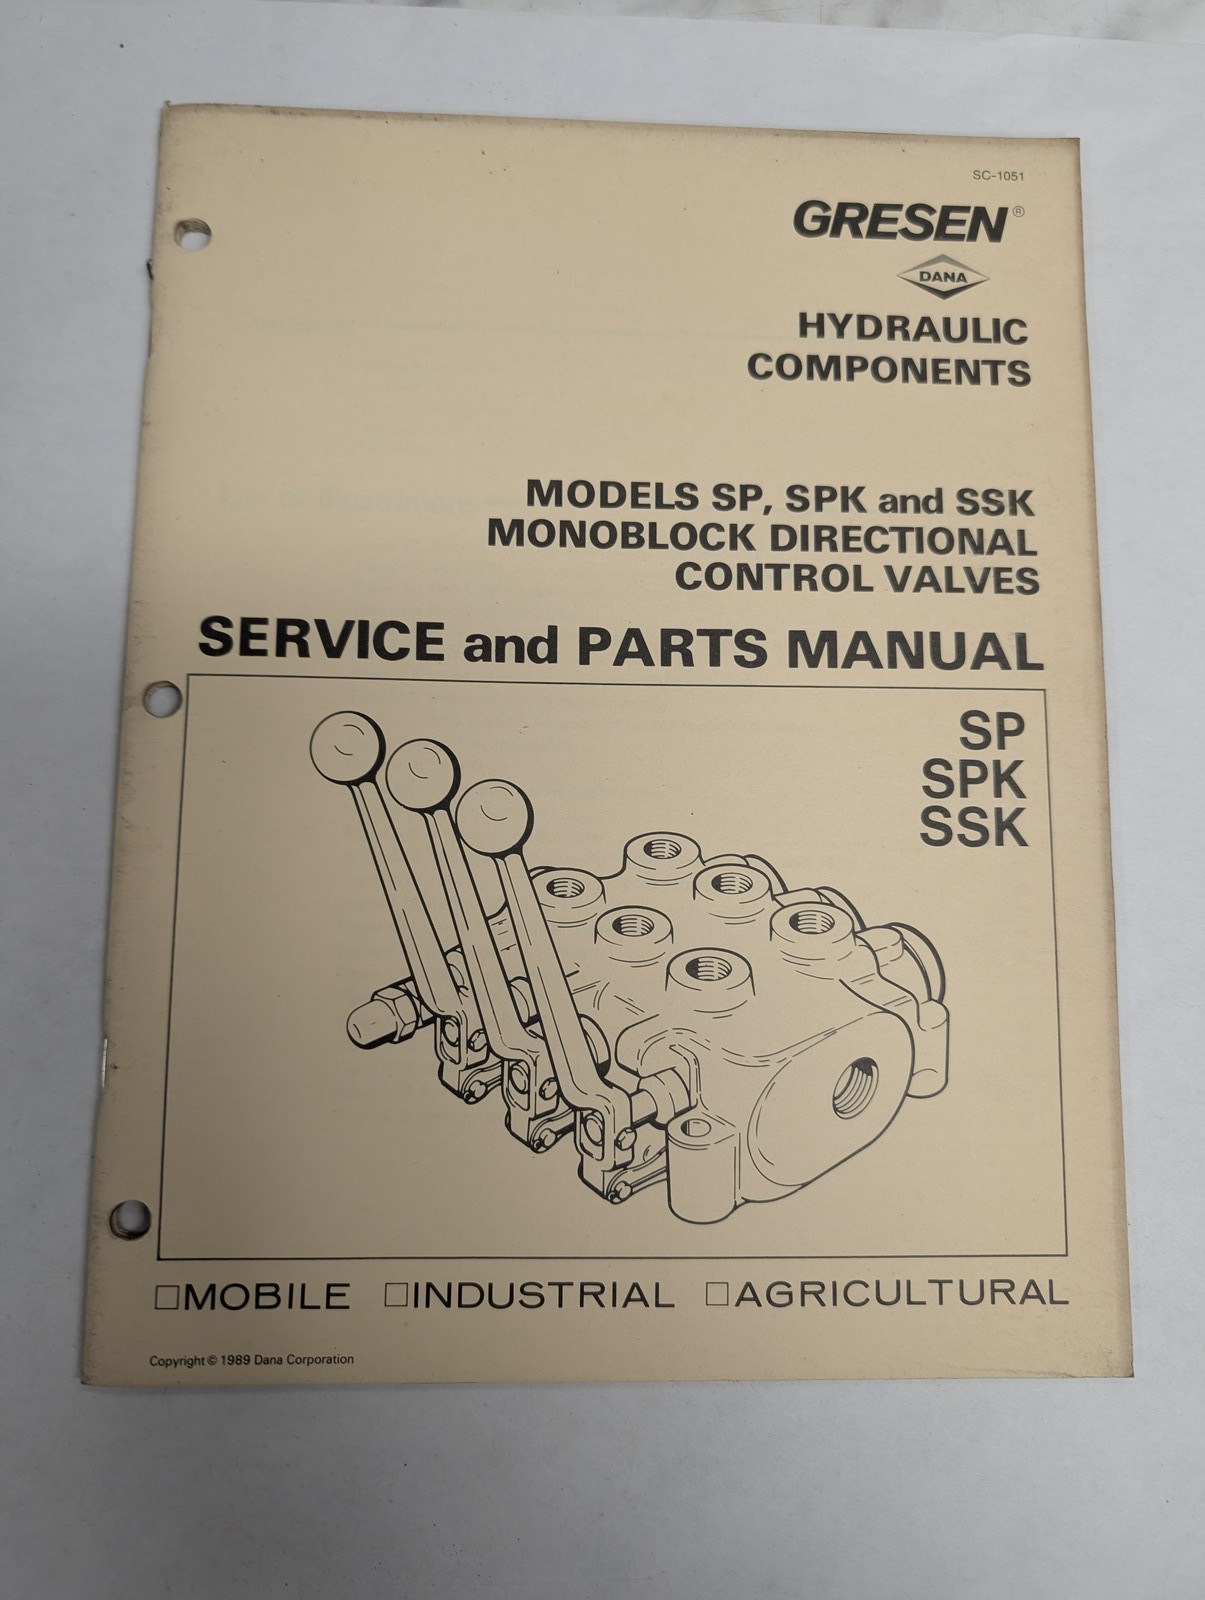 SC-1051
GRESEN®
DANA
HYDRAULIC
COMPONENTS
MODELS SP, SPK and SSK
MONOBLOCK DIRECTIONAL
CONTROL VALVES
SERVICE and PARTS MANUAL
SP
SPK
SSK
□MOBILE □INDUSTRIAL □AGRICULTURAL
Copyright © 1989 Dana Corporation